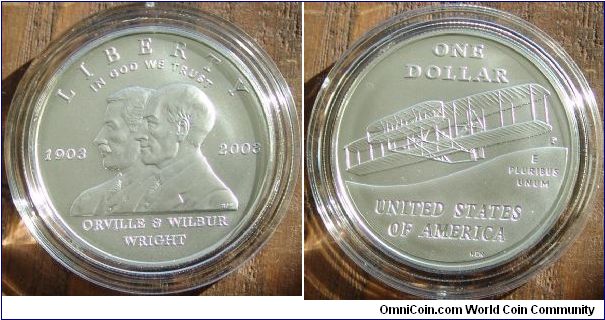 LIBERTY
IN GOD WE TRUST
1903 2003
ORVILLE & WILBUR
WRIGHT
ONE
DOLLAR
P
E
PLURIBUS
UNUM
UNITED STATES
OF AMERICA
OmniCoin.com World Coin Community